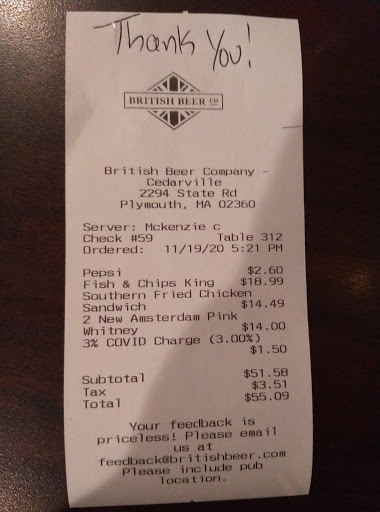 Thank You!
BRITISH BEER CO
British Beer Company -
Cedarville
2294 State Rd
Plymouth, MA 02360
Server: Mckenzie c
Check #59 Table 312
Ordered: 11/19/20 5:21 PM
Pepsi $2.60
Fish & Chips King $18.99
Southern Fried Chicken
Sandwich $14.49
2 New Amsterdam Pink
Whitney $14.00
3% COVID Charge (3.00%)
$1.50
Subtotal $51.58
Tax $3.51
Total $55.09
Your feedback is
priceless! Please email
us at
feedback@britishbeer.com
Please include pub
location.